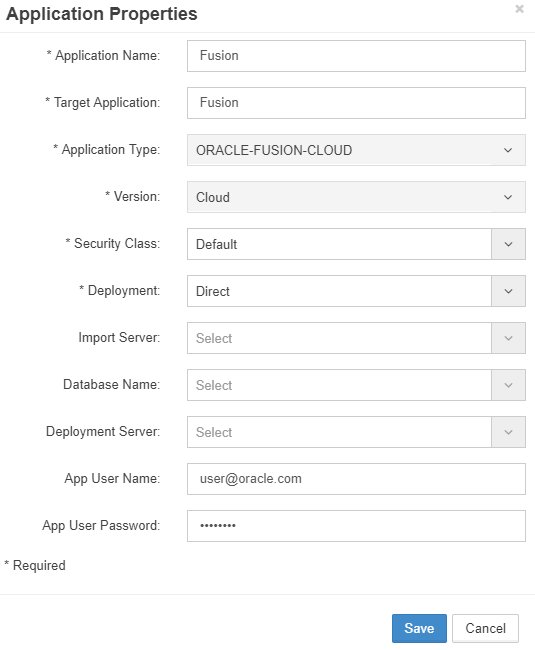 Application Properties
* Application Name: Fusion
* Target Application: Fusion
* Application Type: ORACLE-FUSION-CLOUD
* Version: Cloud
* Security Class: Default
* Deployment: Direct
Import Server: Select
Database Name: Select
Deployment Server: Select
App User Name: user@oracle.com
App User Password: ••••••••
* Required
Save Cancel